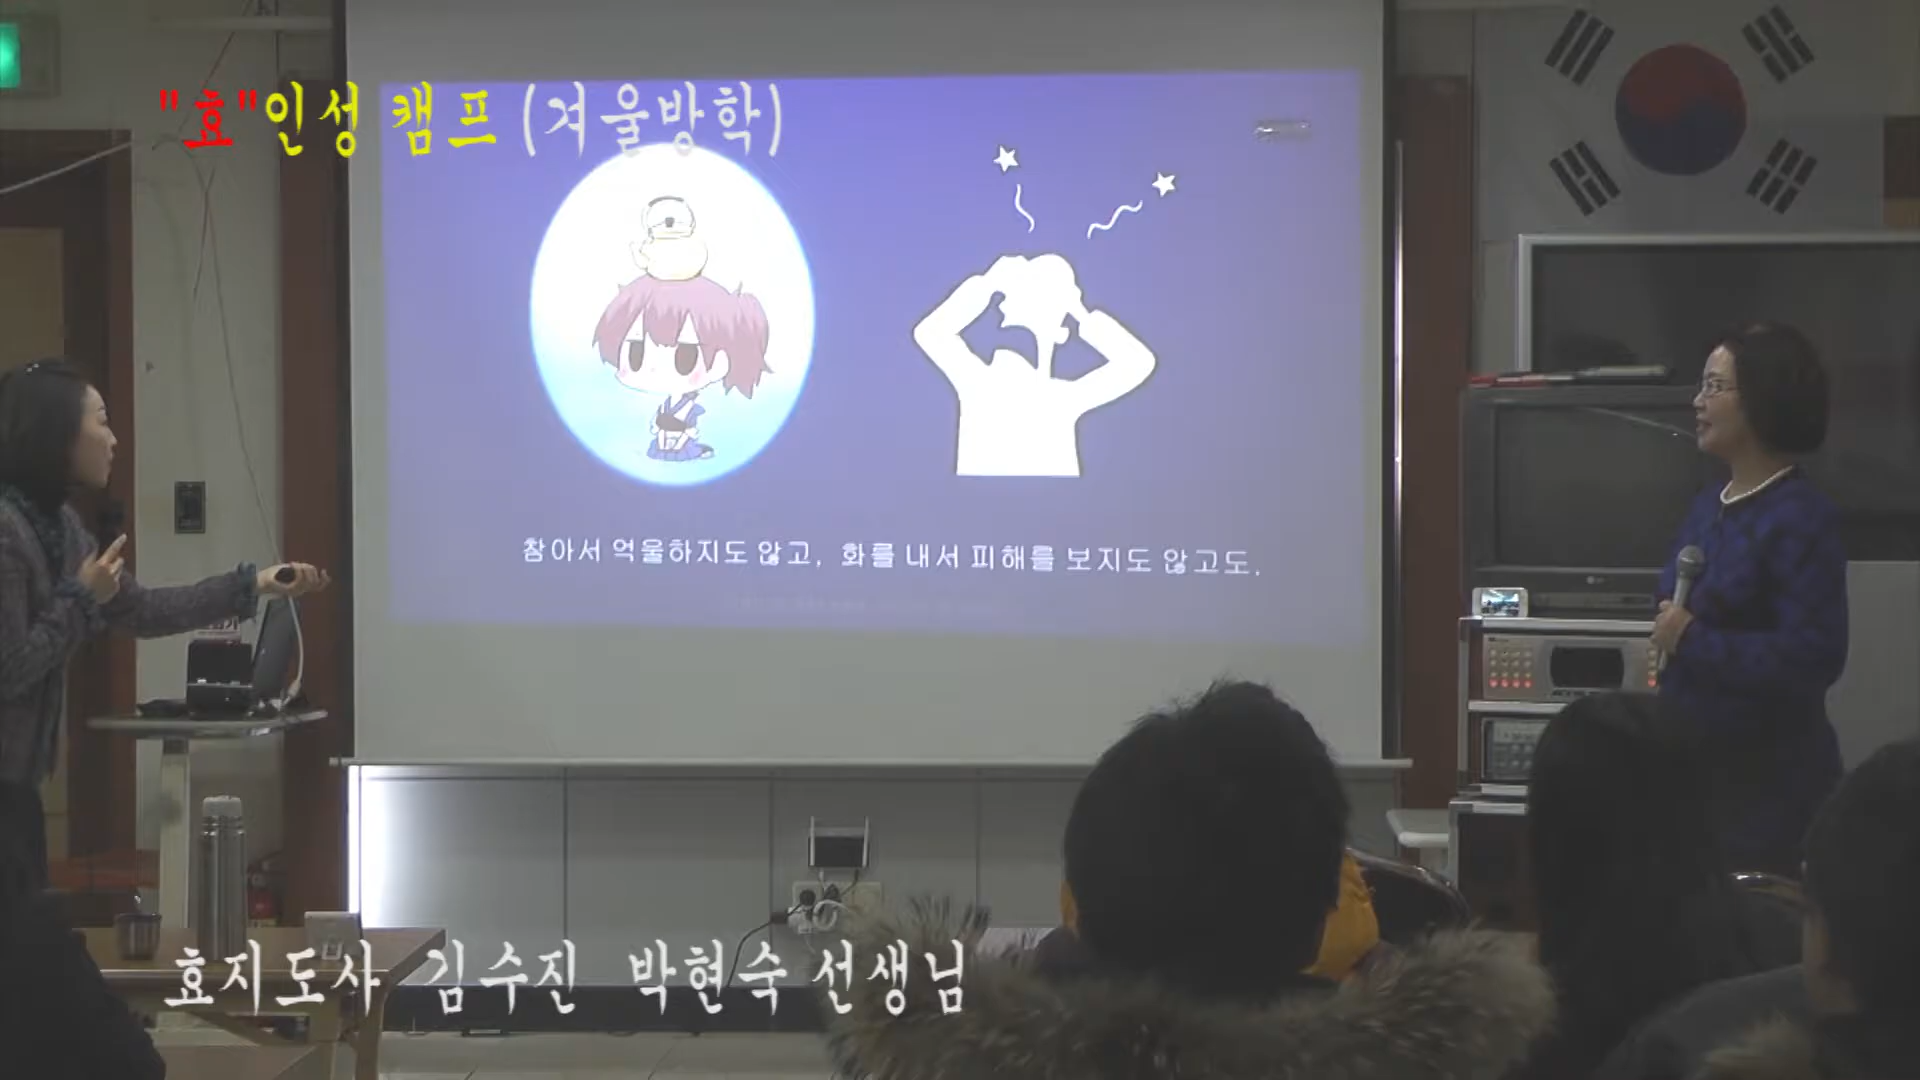 "효"인성 캠프 (겨울방학)
참아서 억울하지도 않고, 화를 내서 피해를 보지도 않고도.
LG
효지도사 김수진 박현숙 선생님